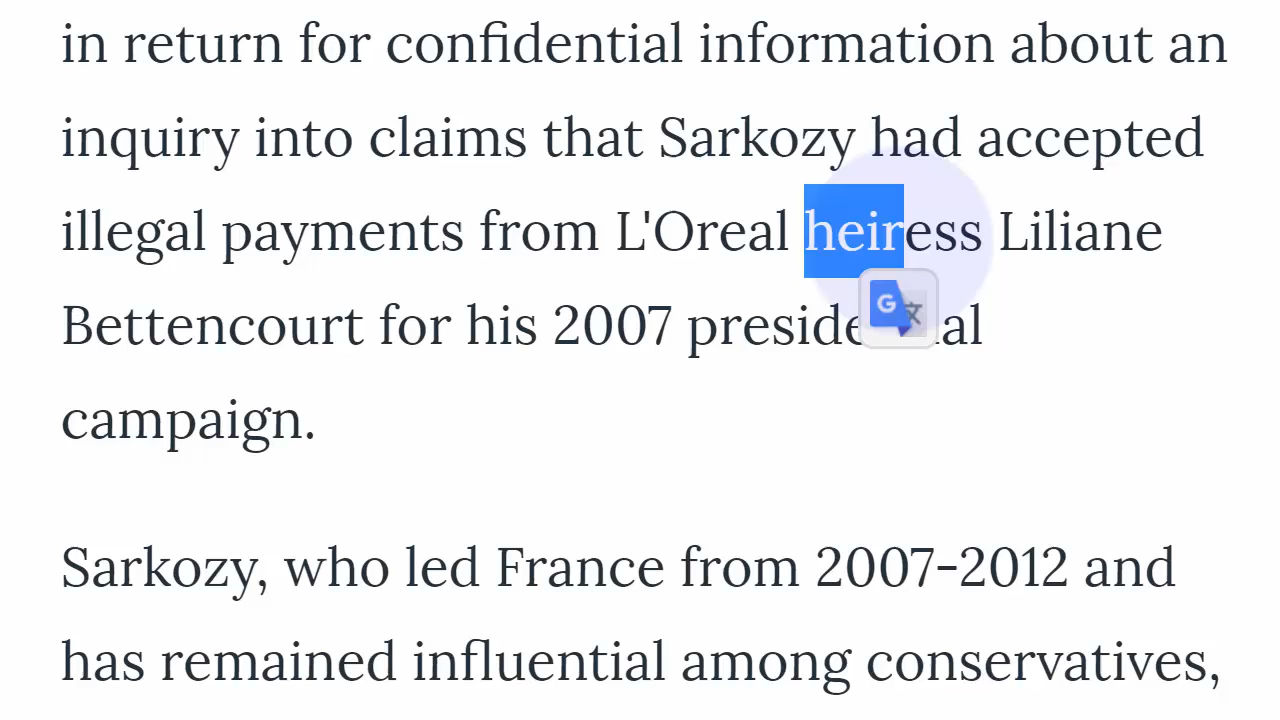 in return for confidential information about an
inquiry into claims that Sarkozy had accepted
illegal payments from L'Oreal heiress Liliane
Bettencourt for his 2007 preside al
campaign.
Sarkozy, who led France from 2007-2012 and
has remained influential among conservatives,